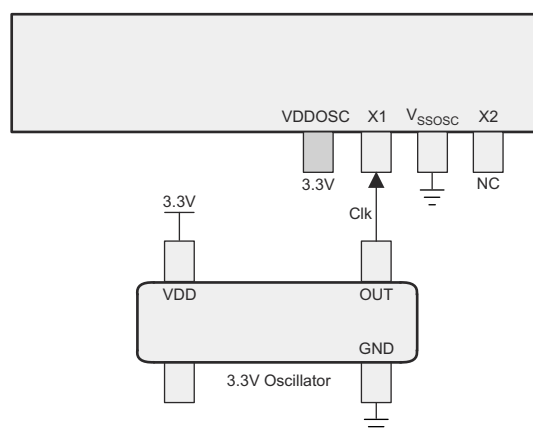 VDDOSC X1 VSSOSC X2
3.3V NC
3.3V Clk
VDD OUT
GND
3.3V Oscillator